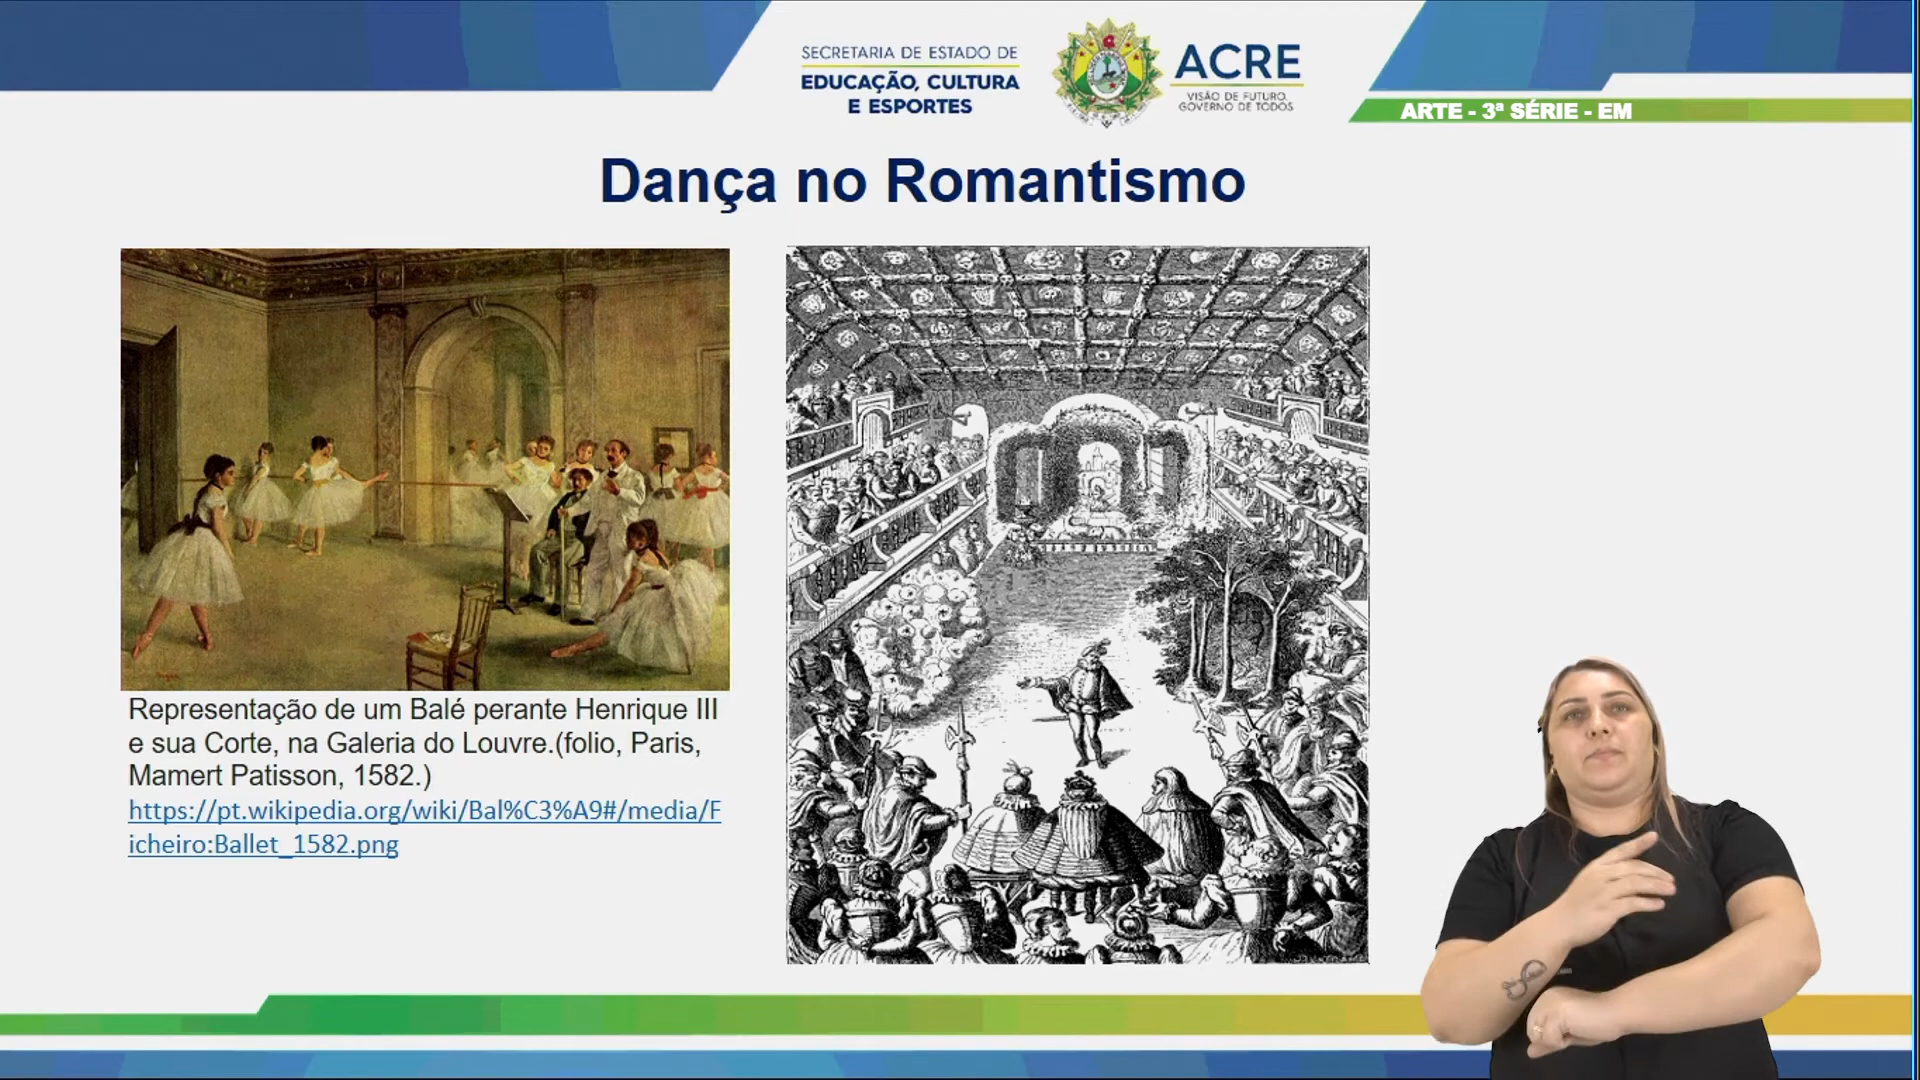 SECRETARIA DE ESTADO DE
EDUCAÇÃO, CULTURA
E ESPORTES
ACRE
VISÃO DE FUTURO.
GOVERNO DE TODOS
ARTE - 3ª SÉRIE - EM
Dança no Romantismo
Representação de um Balé perante Henrique III
e sua Corte, na Galeria do Louvre.(folio, Paris,
Mamert Patisson, 1582.)
https://pt.wikipedia.org/wiki/Bal%C3%A9#/media/F
icheiro:Ballet_1582.png